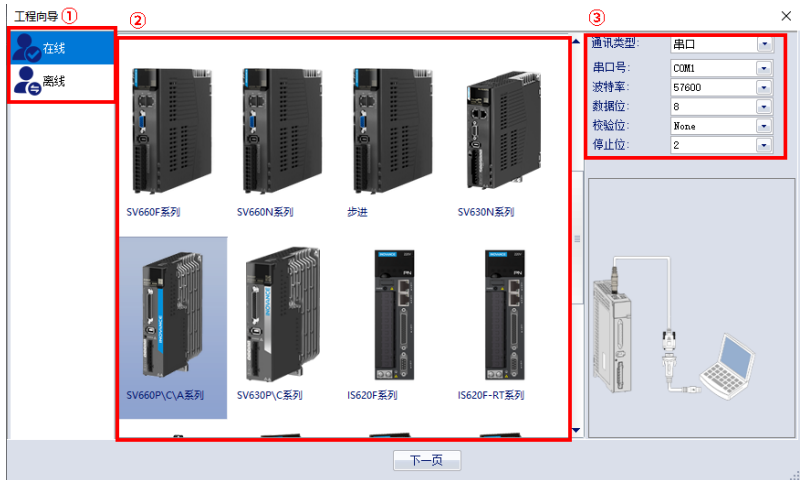 工程向导 ①
②
③
在线
离线
SV660F系列
SV660N系列
步进
SV630N系列
SV660P\C\A系列
SV630P\C系列
IS620F系列
IS620F-RT系列
通讯类型: 串口
串口号: COM1
波特率: 57600
数据位: 8
校验位: None
停止位: 2
下一页